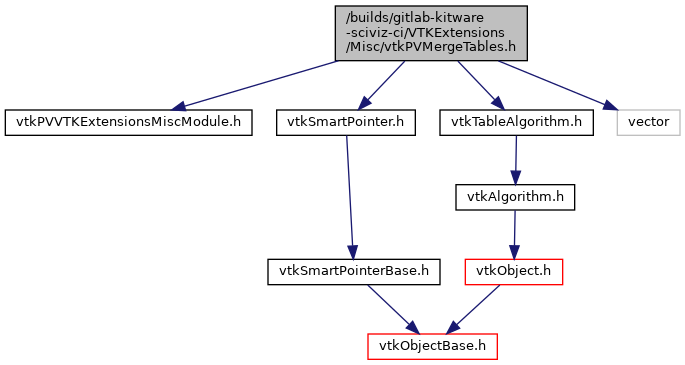 /builds/gitlab-kitware
-sciviz-ci/VTKExtensions
/Misc/vtkPVMergeTables.h
vtkPVVTKExtensionsMiscModule.h
vtkSmartPointer.h
vtkTableAlgorithm.h
vector
vtkAlgorithm.h
vtkSmartPointerBase.h
vtkObject.h
vtkObjectBase.h